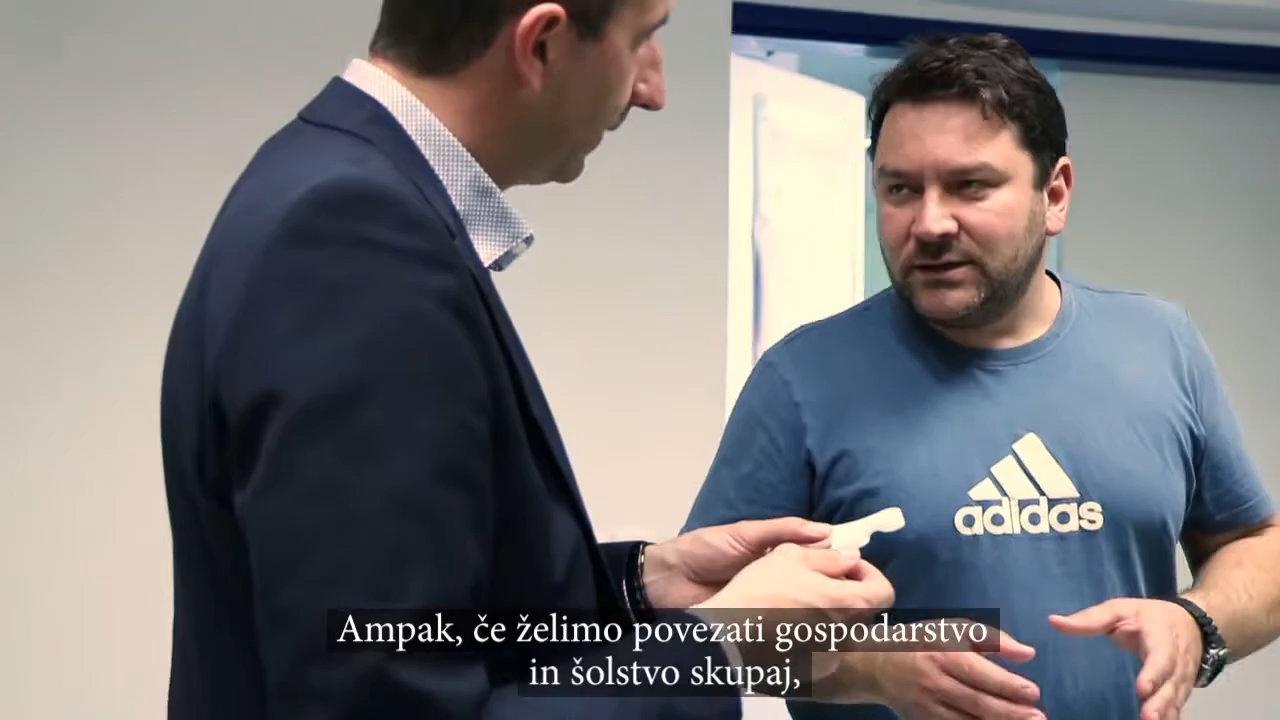 adidas
Ampak, če želimo povezati gospodarstvo
in šolstvo skupaj,